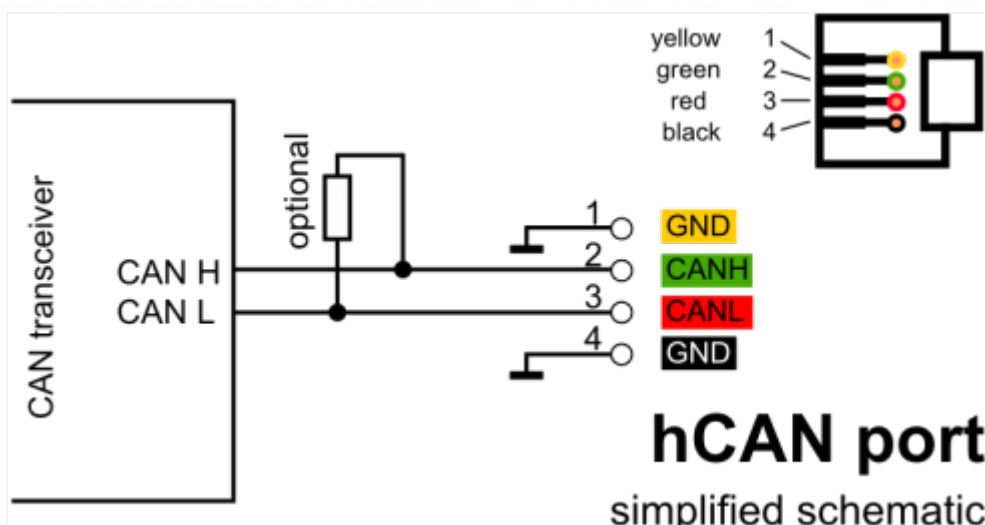 yellow 1
green 2
red 3
black 4
CAN transceiver
optional
CAN H
CAN L
1 GND
2 CANH
3 CANL
4 GND
hCAN port
simplified schematic